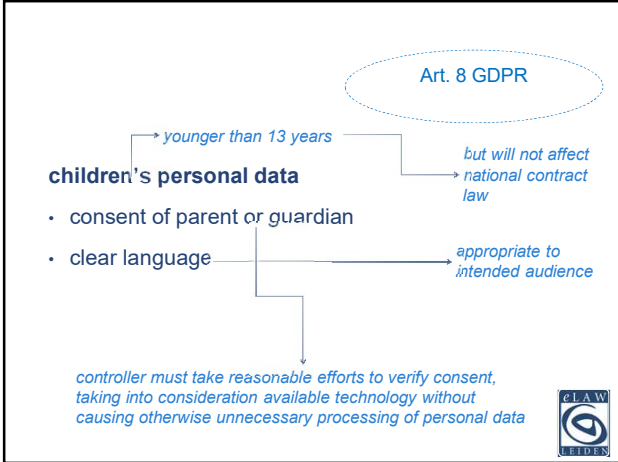 Art. 8 GDPR
younger than 13 years
but will not affect
national contract
law
children's personal data
• consent of parent or guardian
• clear language
appropriate to
intended audience
controller must take reasonable efforts to verify consent,
taking into consideration available technology without
causing otherwise unnecessary processing of personal data
eLAW
LEIDEN